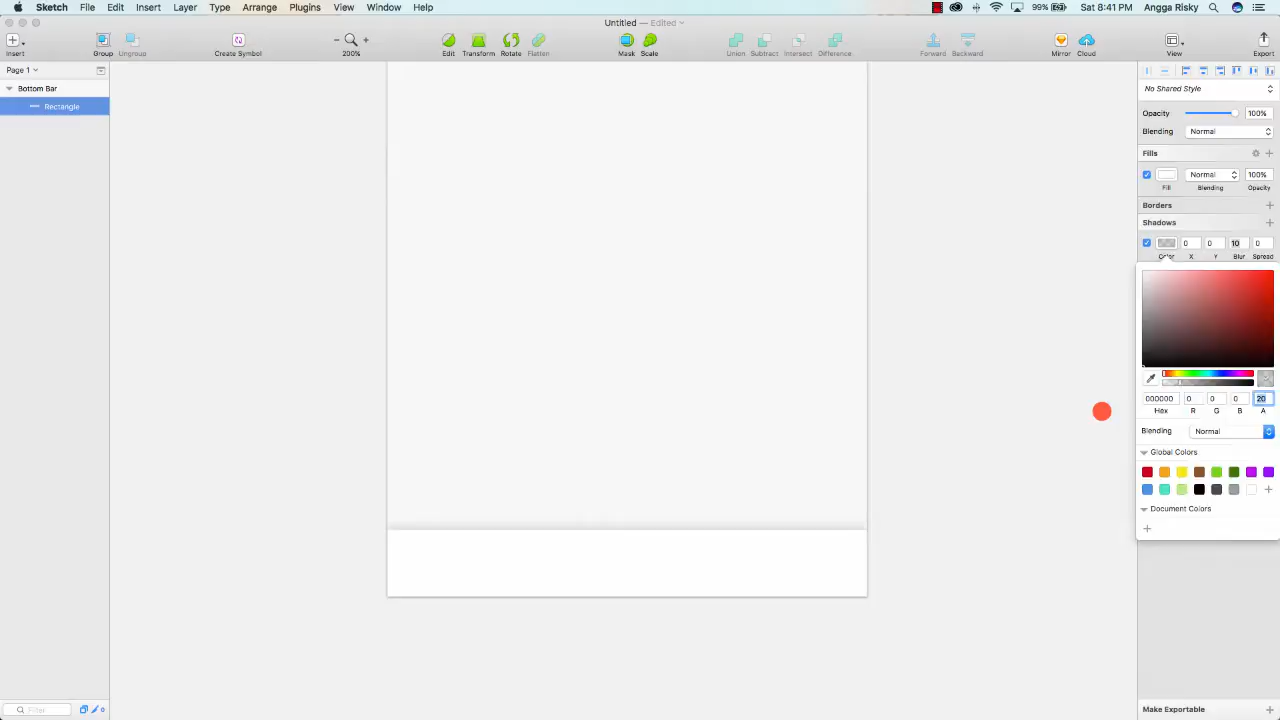 Sketch File Edit Insert Layer Type Arrange Plugins View Window Help 99% Sat 8:41 PM Angga Risky
Untitled — Edited
Insert Group Ungroup Create Symbol 200% Edit Transform Rotate Flatten Mask Scale Union Subtract Intersect Difference Forward Backward Mirror Cloud View Export
Page 1
Bottom Bar
Rectangle
No Shared Style
Opacity 100%
Blending Normal
Fills
Normal 100%
Fill Blending Opacity
Borders
Shadows
0 0 10 0
Color X Y Blur Spread
000000 0 0 0 20
Hex R G B A
Blending Normal
Global Colors
Document Colors
Filter 0
Make Exportable